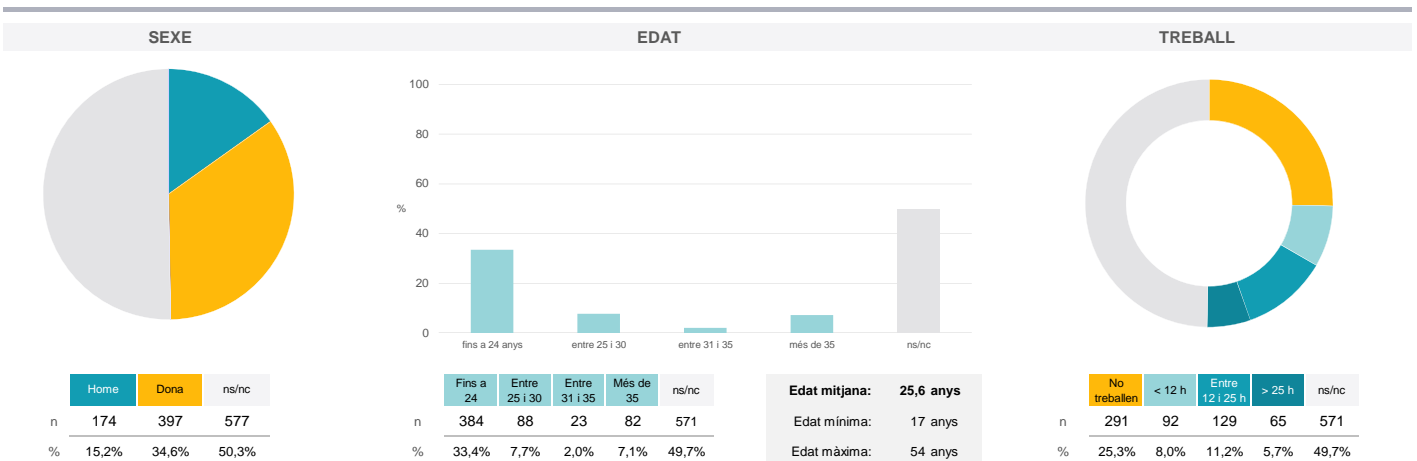 SEXE EDAT TREBALL
100
80
60
%
40
20
0
fins a 24 anys entre 25 i 30 entre 31 i 35 més de 35 ns/nc
Home Dona ns/nc
n 174 397 577
% 15,2% 34,6% 50,3%
Fins a 24 Entre 25 i 30 Entre 31 i 35 Més de 35 ns/nc
n 384 88 23 82 571
% 33,4% 7,7% 2,0% 7,1% 49,7%
Edat mitjana: 25,6 anys
Edat mínima: 17 anys
Edat màxima: 54 anys
No treballen < 12 h Entre 12 i 25 h > 25 h ns/nc
n 291 92 129 65 571
% 25,3% 8,0% 11,2% 5,7% 49,7%